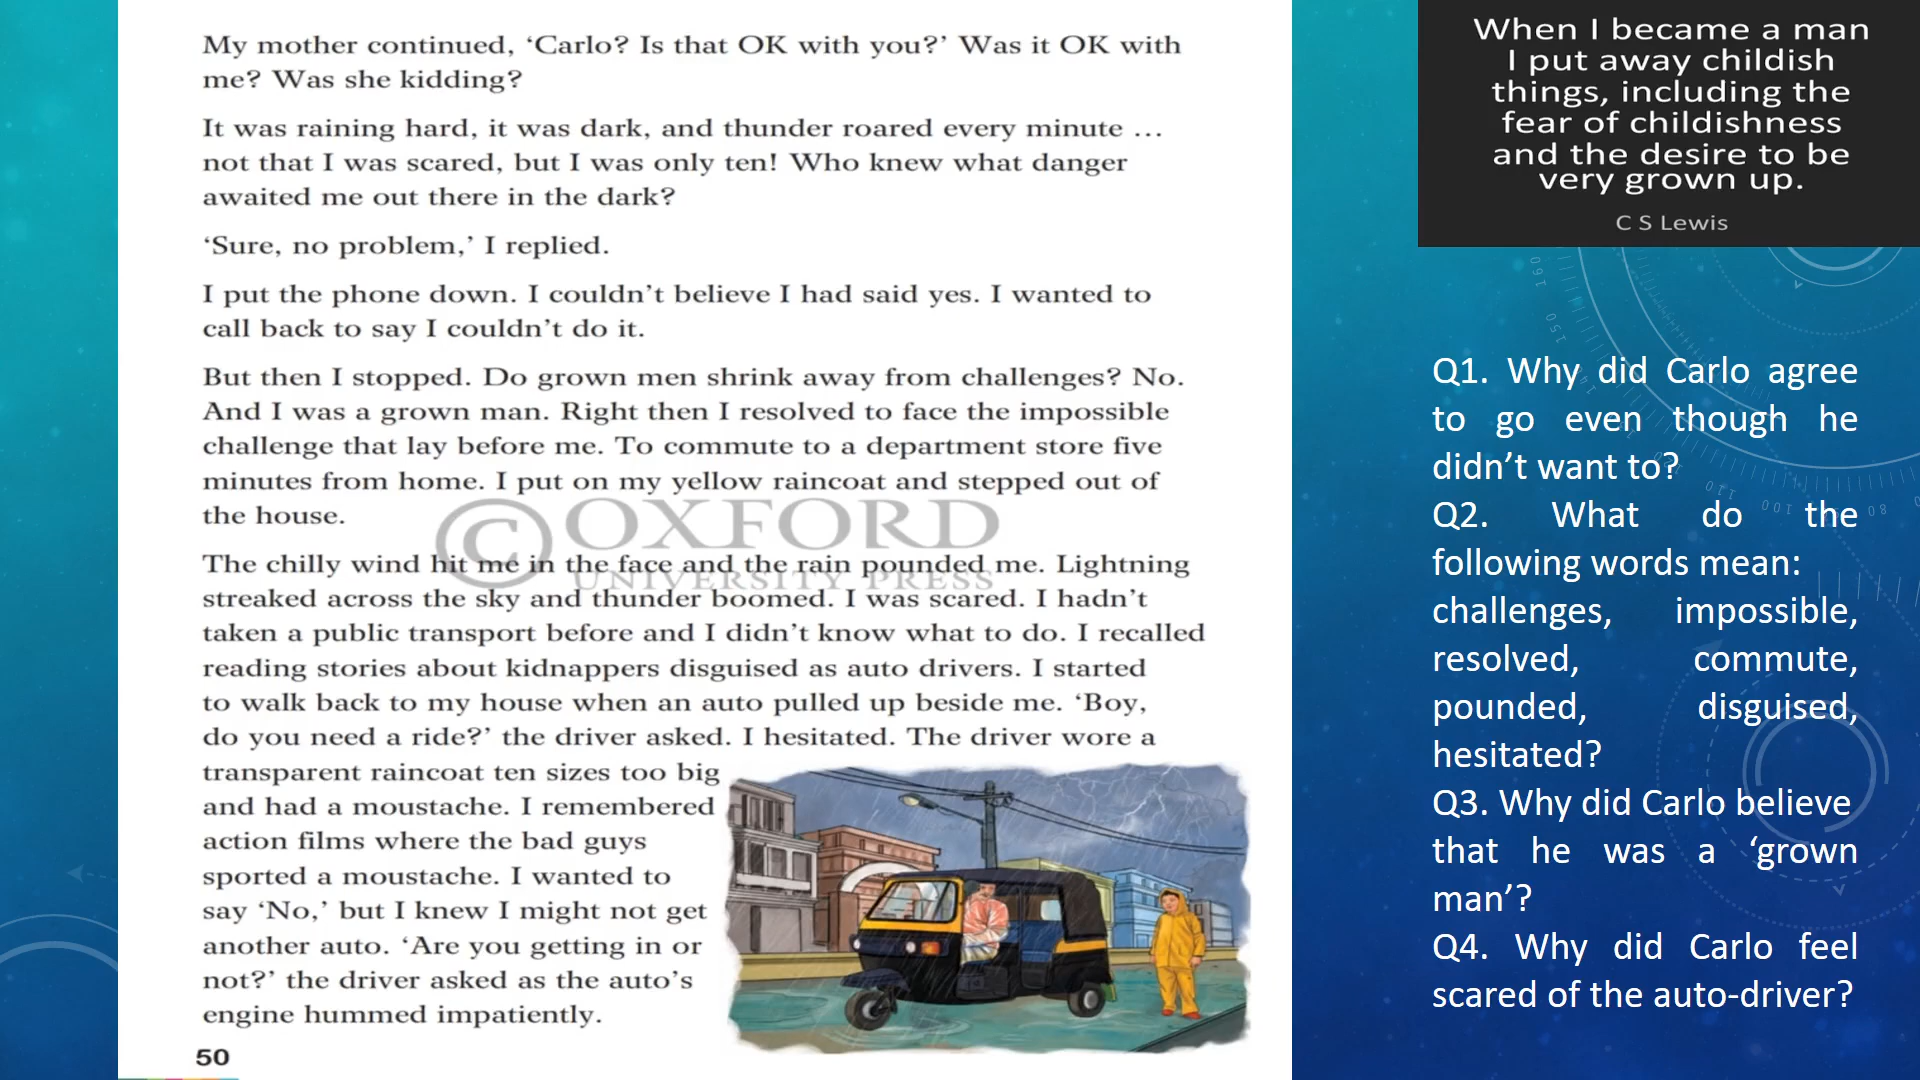 My mother continued, ‘Carlo? Is that OK with you?’ Was it OK with
me? Was she kidding?
It was raining hard, it was dark, and thunder roared every minute ...
not that I was scared, but I was only ten! Who knew what danger
awaited me out there in the dark?
‘Sure, no problem,’ I replied.
I put the phone down. I couldn’t believe I had said yes. I wanted to
call back to say I couldn’t do it.
But then I stopped. Do grown men shrink away from challenges? No.
And I was a grown man. Right then I resolved to face the impossible
challenge that lay before me. To commute to a department store five
minutes from home. I put on my yellow raincoat and stepped out of
the house.
© OXFORD
UNIVERSITY PRESS
The chilly wind hit me in the face and the rain pounded me. Lightning
streaked across the sky and thunder boomed. I was scared. I hadn’t
taken a public transport before and I didn’t know what to do. I recalled
reading stories about kidnappers disguised as auto drivers. I started
to walk back to my house when an auto pulled up beside me. ‘Boy,
do you need a ride?’ the driver asked. I hesitated. The driver wore a
transparent raincoat ten sizes too big
and had a moustache. I remembered
action films where the bad guys
sported a moustache. I wanted to
say ‘No,’ but I knew I might not get
another auto. ‘Are you getting in or
not?’ the driver asked as the auto’s
engine hummed impatiently.
50
When I became a man
I put away childish
things, including the
fear of childishness
and the desire to be
very grown up.
C S Lewis
Q1. Why did Carlo agree
to go even though he
didn’t want to?
Q2. What do the
following words mean:
challenges, impossible,
resolved, commute,
pounded, disguised,
hesitated?
Q3. Why did Carlo believe
that he was a ‘grown
man’?
Q4. Why did Carlo feel
scared of the auto-driver?
160
150
110
100
80